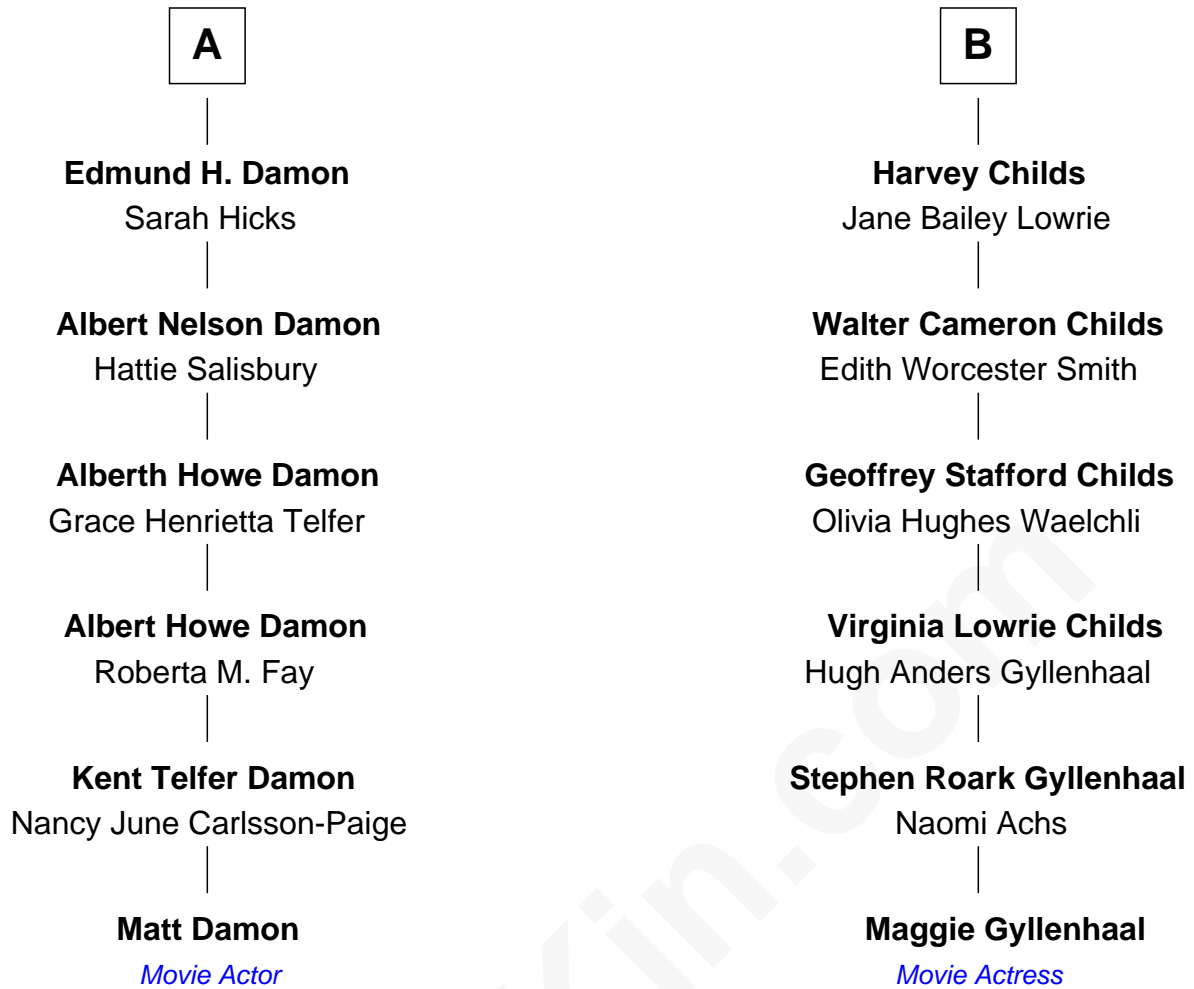 A
Edmund H. Damon
Sarah Hicks
Albert Nelson Damon
Hattie Salisbury
Alberth Howe Damon
Grace Henrietta Telfer
Albert Howe Damon
Roberta M. Fay
Kent Telfer Damon
Nancy June Carlsson-Paige
Matt Damon
Movie Actor
B
Harvey Childs
Jane Bailey Lowrie
Walter Cameron Childs
Edith Worcester Smith
Geoffrey Stafford Childs
Olivia Hughes Waelchli
Virginia Lowrie Childs
Hugh Anders Gyllenhaal
Stephen Roark Gyllenhaal
Naomi Achs
Maggie Gyllenhaal
Movie Actress
Kin.com